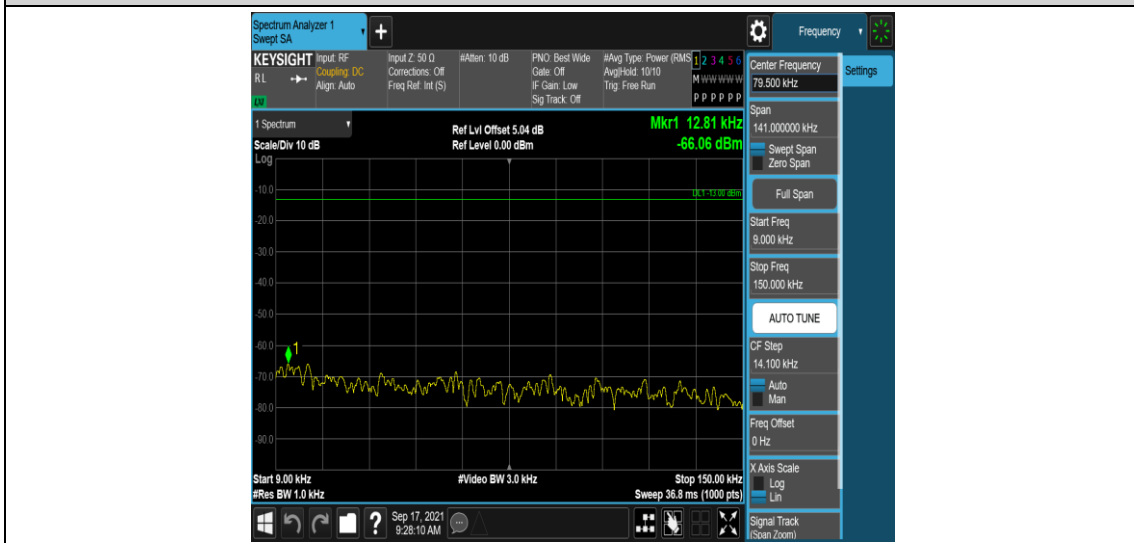 Spectrum Analyzer 1
Swept SA
+
Frequency
KEYSIGHT
RL
LXI
Input: RF
Coupling: DC
Align: Auto
Input Z: 50 Ω
Corrections: Off
Freq Ref: Int (S)
#Atten: 10 dB
PNO: Best Wide
Gate: Off
IF Gain: Low
Sig Track: Off
#Avg Type: Power (RMS
Avg|Hold: 10/10
Trig: Free Run
1 2 3 4 5 6
M W W W W W
P P P P P P
Center Frequency
79.500 kHz
Settings
1 Spectrum
Scale/Div 10 dB
Ref Lvl Offset 5.04 dB
Ref Level 0.00 dBm
Mkr1 12.81 kHz
-66.06 dBm
Log
-10.0
DL1 -13.00 dBm
-20.0
-30.0
-40.0
-50.0
-60.0
1
-70.0
-80.0
-90.0
Start 9.00 kHz
#Res BW 1.0 kHz
#Video BW 3.0 kHz
Stop 150.00 kHz
Sweep 36.8 ms (1000 pts)
Span
141.000000 kHz
Swept Span
Zero Span
Full Span
Start Freq
9.000 kHz
Stop Freq
150.000 kHz
AUTO TUNE
CF Step
14.100 kHz
Auto
Man
Freq Offset
0 Hz
X Axis Scale
Log
Lin
Signal Track
(Span Zoom)
?
Sep 17, 2021
9:28:10 AM